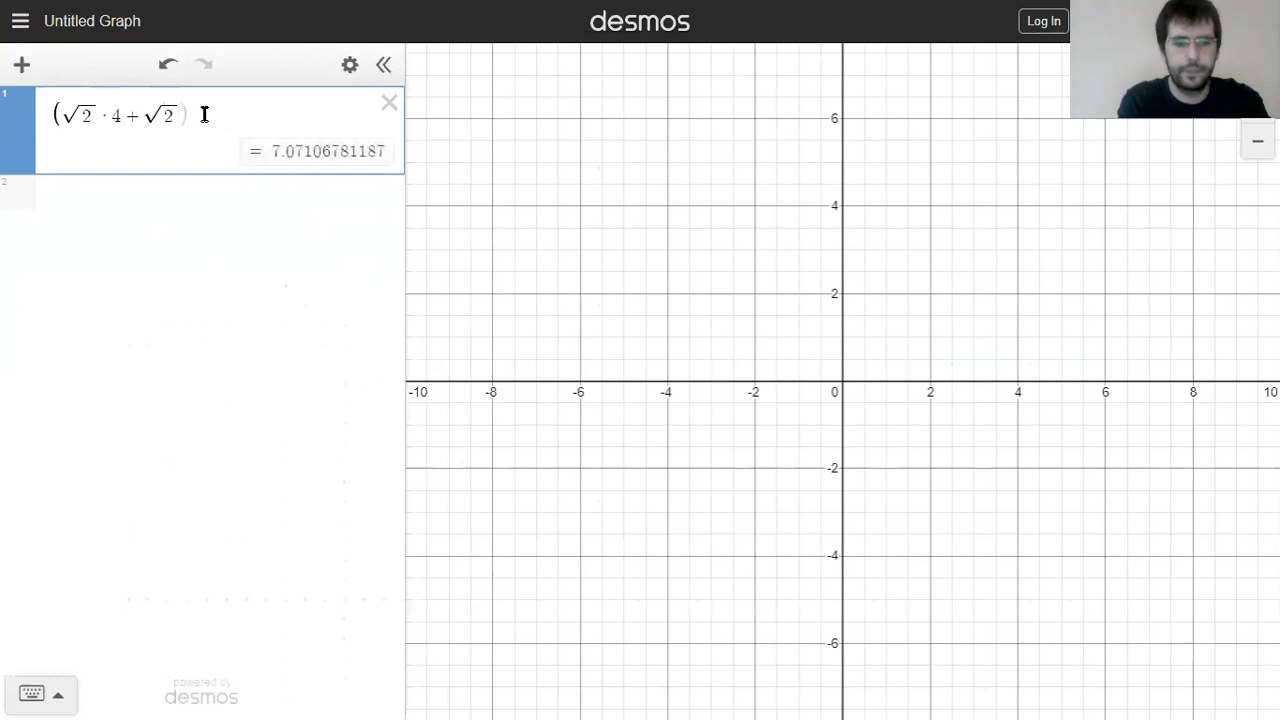 Untitled Graph
desmos
Log In
1
(√2 · 4 + √2)
= 7.07106781187
2
6
4
2
-10 -8 -6 -4 -2 0 2 4 6 8 10
-2
-4
-6
powered by
desmos